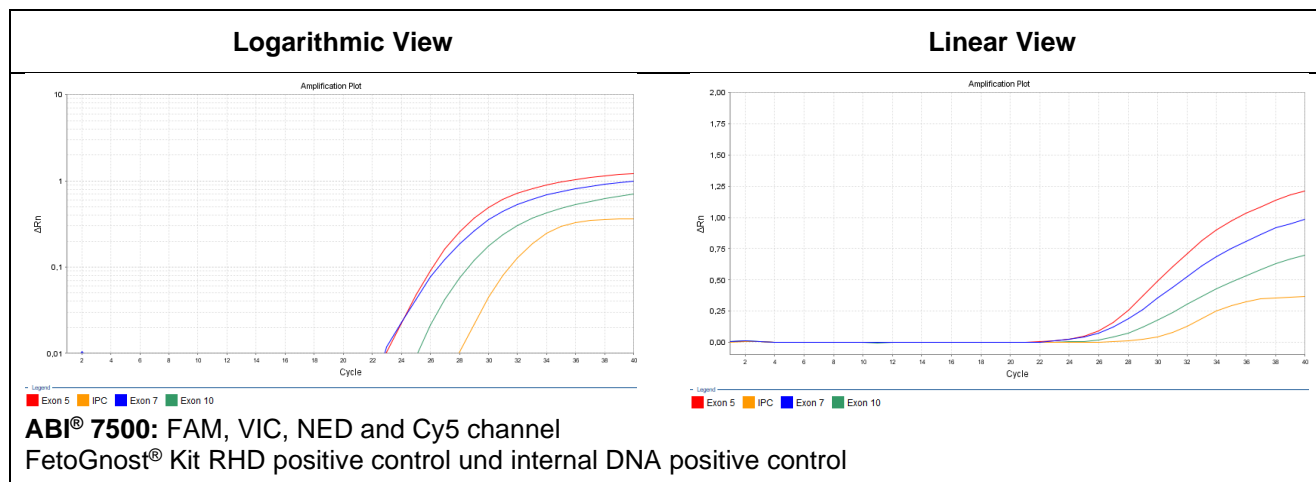 Logarithmic View
Linear View
Amplification Plot
10
1
0,1
0,01
ΔRn
2 4 6 8 10 12 14 16 18 20 22 24 26 28 30 32 34 36 38 40
Cycle
Legend
Exon 5 IPC Exon 7 Exon 10
Amplification Plot
2,00
1,75
1,50
1,25
1,00
0,75
0,50
0,25
0,00
ΔRn
2 4 6 8 10 12 14 16 18 20 22 24 26 28 30 32 34 36 38 40
Cycle
Legend
Exon 5 IPC Exon 7 Exon 10
ABI® 7500: FAM, VIC, NED and Cy5 channel
FetoGnost® Kit RHD positive control und internal DNA positive control